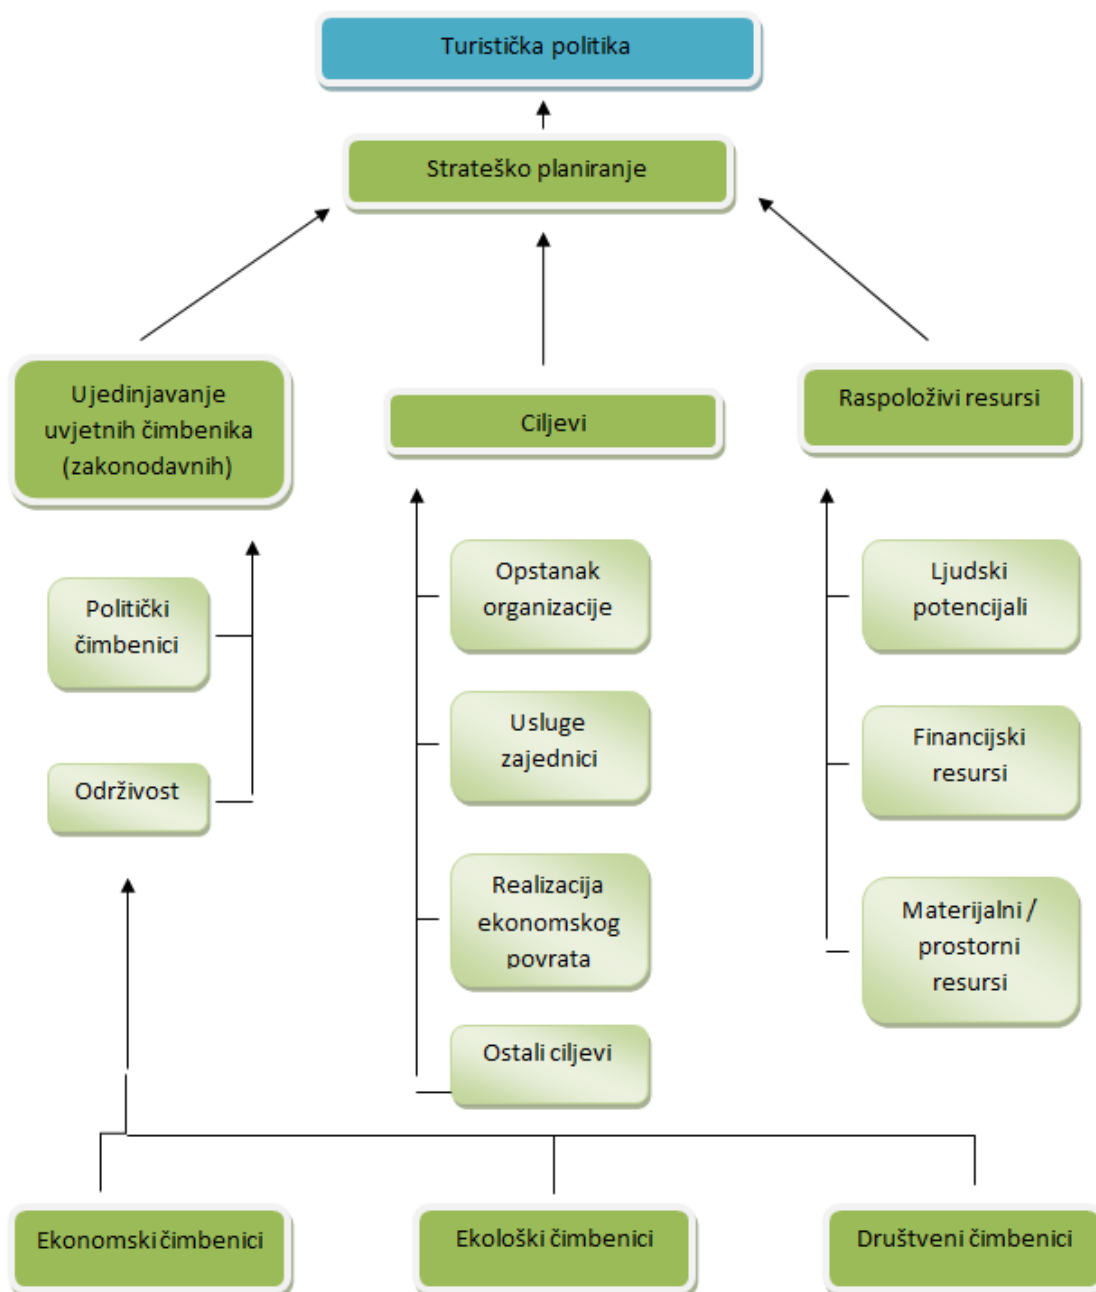 Turistička politika
Strateško planiranje
Ujedinjavanje
uvjetnih čimbenika
(zakonodavnih)
Ciljevi
Raspoloživi resursi
Politički
čimbenici
Održivost
Opstanak
organizacije
Usluge
zajednici
Realizacija
ekonomskog
povrata
Ostali ciljevi
Ljudski
potencijali
Financijski
resursi
Materijalni /
prostorni
resursi
Ekonomski čimbenici
Ekološki čimbenici
Društveni čimbenici